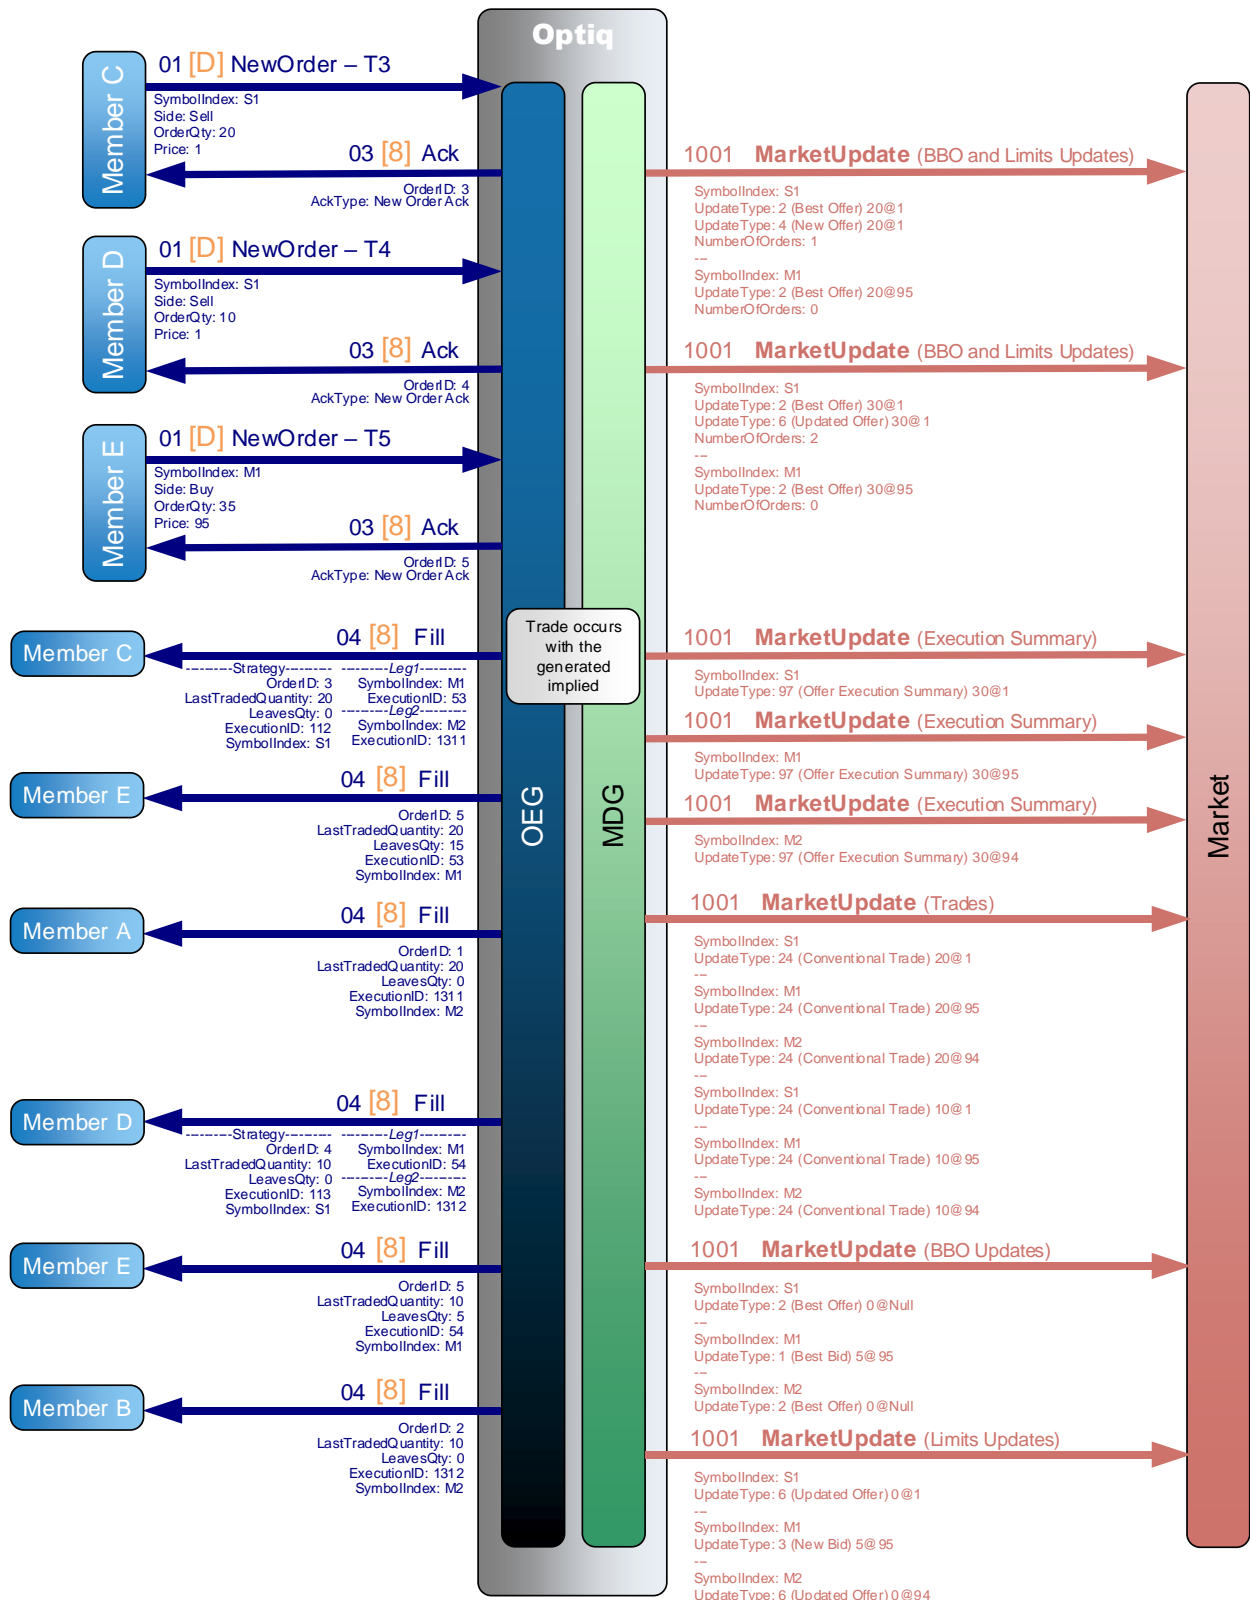 Optiq
Member C
01 [D] NewOrder – T3
SymbolIndex: S1
Side: Sell
OrderQty: 20
Price: 1
03 [8] Ack
OrderID: 3
AckType: New Order Ack
Member D
01 [D] NewOrder – T4
SymbolIndex: S1
Side: Sell
OrderQty: 10
Price: 1
03 [8] Ack
OrderID: 4
AckType: New Order Ack
Member E
01 [D] NewOrder – T5
SymbolIndex: M1
Side: Buy
OrderQty: 35
Price: 95
03 [8] Ack
OrderID: 5
AckType: New Order Ack
Member C
04 [8] Fill
----------Strategy----------
OrderID: 3
LastTradedQuantity: 20
LeavesQty: 0
ExecutionID: 112
SymbolIndex: S1
----------Leg1----------
SymbolIndex: M1
ExecutionID: 53
----------Leg2----------
SymbolIndex: M2
ExecutionID: 1311
Member E
04 [8] Fill
OrderID: 5
LastTradedQuantity: 20
LeavesQty: 15
ExecutionID: 53
SymbolIndex: M1
Member A
04 [8] Fill
OrderID: 1
LastTradedQuantity: 20
LeavesQty: 0
ExecutionID: 1311
SymbolIndex: M2
Member D
04 [8] Fill
----------Strategy----------
OrderID: 4
LastTradedQuantity: 10
LeavesQty: 0
ExecutionID: 113
SymbolIndex: S1
----------Leg1----------
SymbolIndex: M1
ExecutionID: 54
----------Leg2----------
SymbolIndex: M2
ExecutionID: 1312
Member E
04 [8] Fill
OrderID: 5
LastTradedQuantity: 10
LeavesQty: 5
ExecutionID: 54
SymbolIndex: M1
Member B
04 [8] Fill
OrderID: 2
LastTradedQuantity: 10
LeavesQty: 0
ExecutionID: 1312
SymbolIndex: M2
Trade occurs
with the
generated
implied
OEG
MDG
1001 MarketUpdate (BBO and Limits Updates)
SymbolIndex: S1
UpdateType: 2 (Best Offer) 20@1
UpdateType: 4 (New Offer) 20@1
NumberOfOrders: 1
---
SymbolIndex: M1
UpdateType: 2 (Best Offer) 20@95
NumberOfOrders: 0
1001 MarketUpdate (BBO and Limits Updates)
SymbolIndex: S1
UpdateType: 2 (Best Offer) 30@1
UpdateType: 6 (Updated Offer) 30@1
NumberOfOrders: 2
---
SymbolIndex: M1
UpdateType: 2 (Best Offer) 30@95
NumberOfOrders: 0
1001 MarketUpdate (Execution Summary)
SymbolIndex: S1
UpdateType: 97 (Offer Execution Summary) 30@1
1001 MarketUpdate (Execution Summary)
SymbolIndex: M1
UpdateType: 97 (Offer Execution Summary) 30@95
1001 MarketUpdate (Execution Summary)
SymbolIndex: M2
UpdateType: 97 (Offer Execution Summary) 30@94
1001 MarketUpdate (Trades)
SymbolIndex: S1
UpdateType: 24 (Conventional Trade) 20@1
---
SymbolIndex: M1
UpdateType: 24 (Conventional Trade) 20@95
---
SymbolIndex: M2
UpdateType: 24 (Conventional Trade) 20@94
---
SymbolIndex: S1
UpdateType: 24 (Conventional Trade) 10@1
---
SymbolIndex: M1
UpdateType: 24 (Conventional Trade) 10@95
---
SymbolIndex: M2
UpdateType: 24 (Conventional Trade) 10@94
1001 MarketUpdate (BBO Updates)
SymbolIndex: S1
UpdateType: 2 (Best Offer) 0@Null
---
SymbolIndex: M1
UpdateType: 1 (Best Bid) 5@95
---
SymbolIndex: M2
UpdateType: 2 (Best Offer) 0@Null
1001 MarketUpdate (Limits Updates)
SymbolIndex: S1
UpdateType: 6 (Updated Offer) 0@1
---
SymbolIndex: M1
UpdateType: 3 (New Bid) 5@95
---
SymbolIndex: M2
UpdateType: 6 (Updated Offer) 0@94
Market